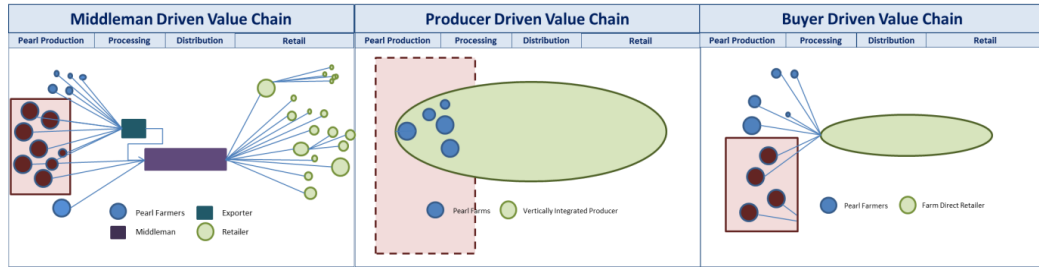 Middleman Driven Value Chain
Pearl Production Processing Distribution Retail
Pearl Farmers Exporter
Middleman Retailer
Producer Driven Value Chain
Pearl Production Processing Distribution Retail
Pearl Farms Vertically Integrated Producer
Buyer Driven Value Chain
Pearl Production Processing Distribution Retail
Pearl Farmers Farm Direct Retailer